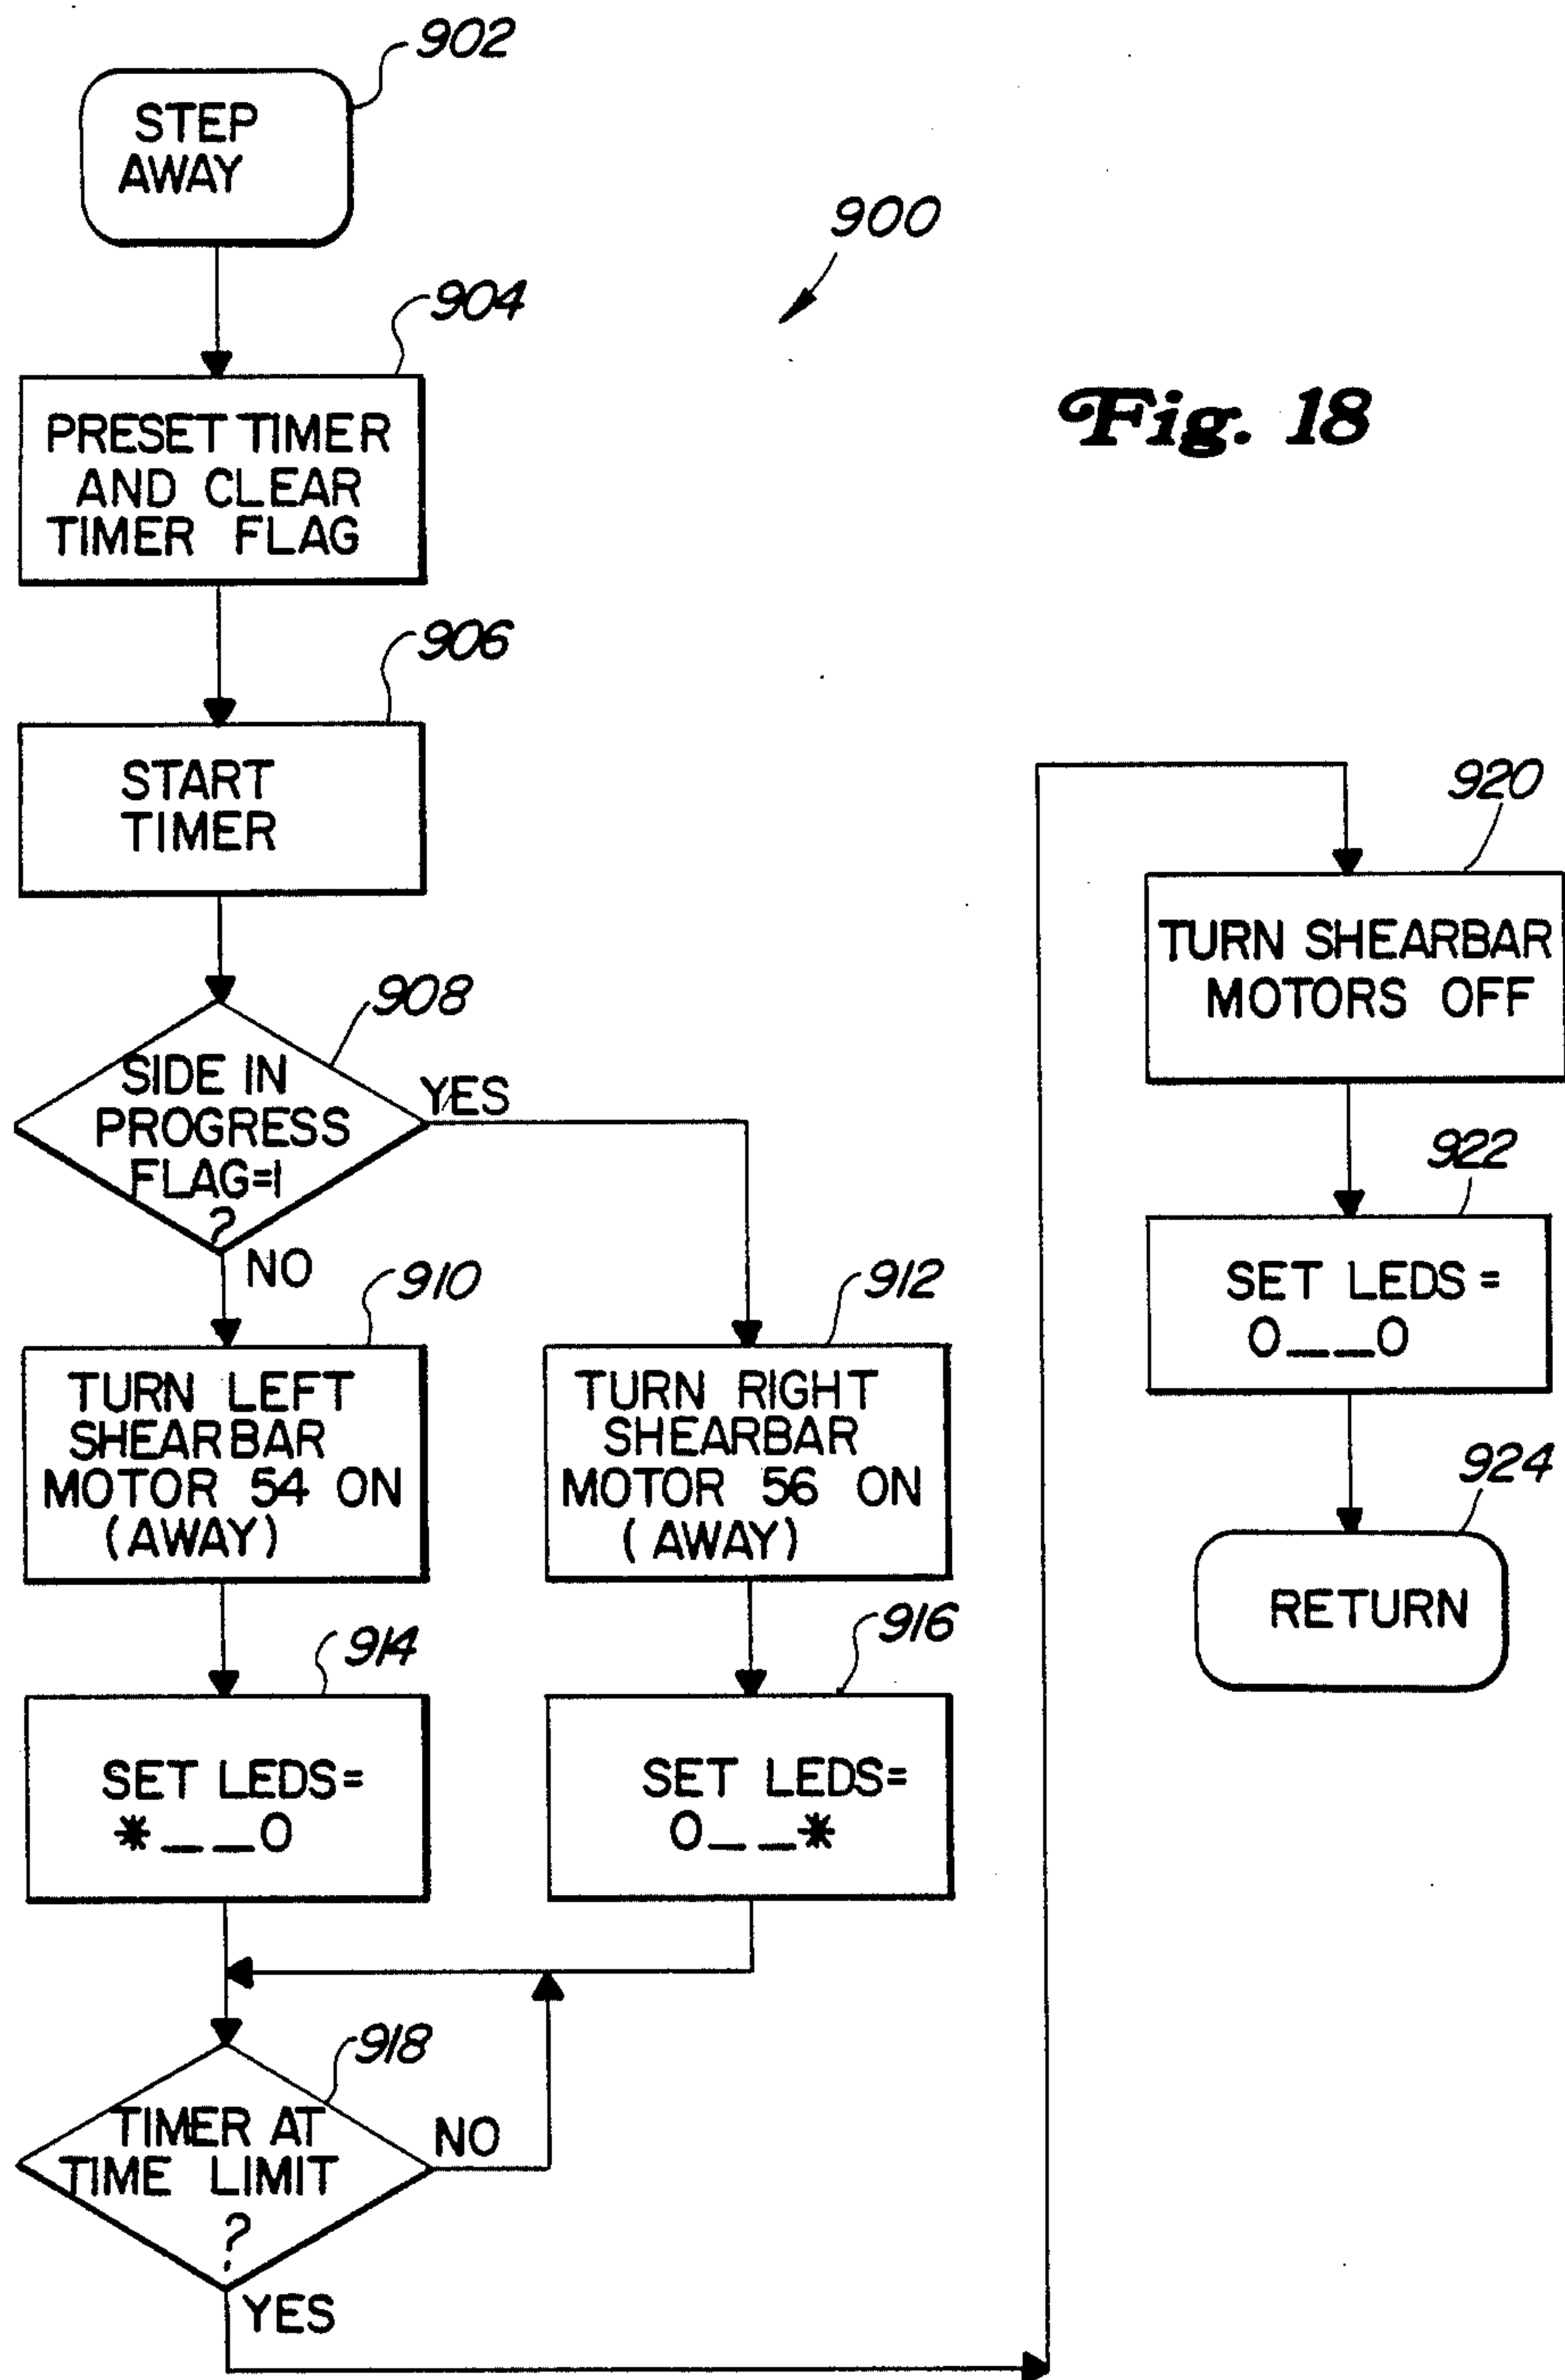 902
STEP
AWAY
900
904
PRESET TIMER
AND CLEAR
TIMER FLAG
Fig. 18
906
START
TIMER
908
SIDE IN
PROGRESS
FLAG=1
?
YES
NO
910
TURN LEFT
SHEARBAR
MOTOR 54 ON
(AWAY)
912
TURN RIGHT
SHEARBAR
MOTOR 56 ON
(AWAY)
914
SET LEDS=
*__O
916
SET LEDS=
O__*
918
TIMER AT
TIME LIMIT
?
NO
YES
920
TURN SHEARBAR
MOTORS OFF
922
SET LEDS=
O__O
924
RETURN